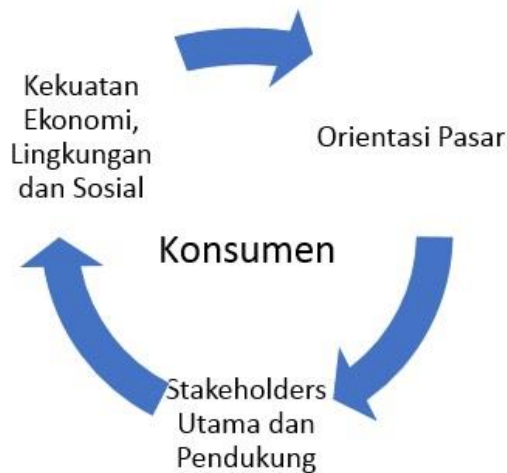 Kekuatan
Ekonomi,
Lingkungan
dan Sosial
Orientasi Pasar
Konsumen
Stakeholders
Utama dan
Pendukung